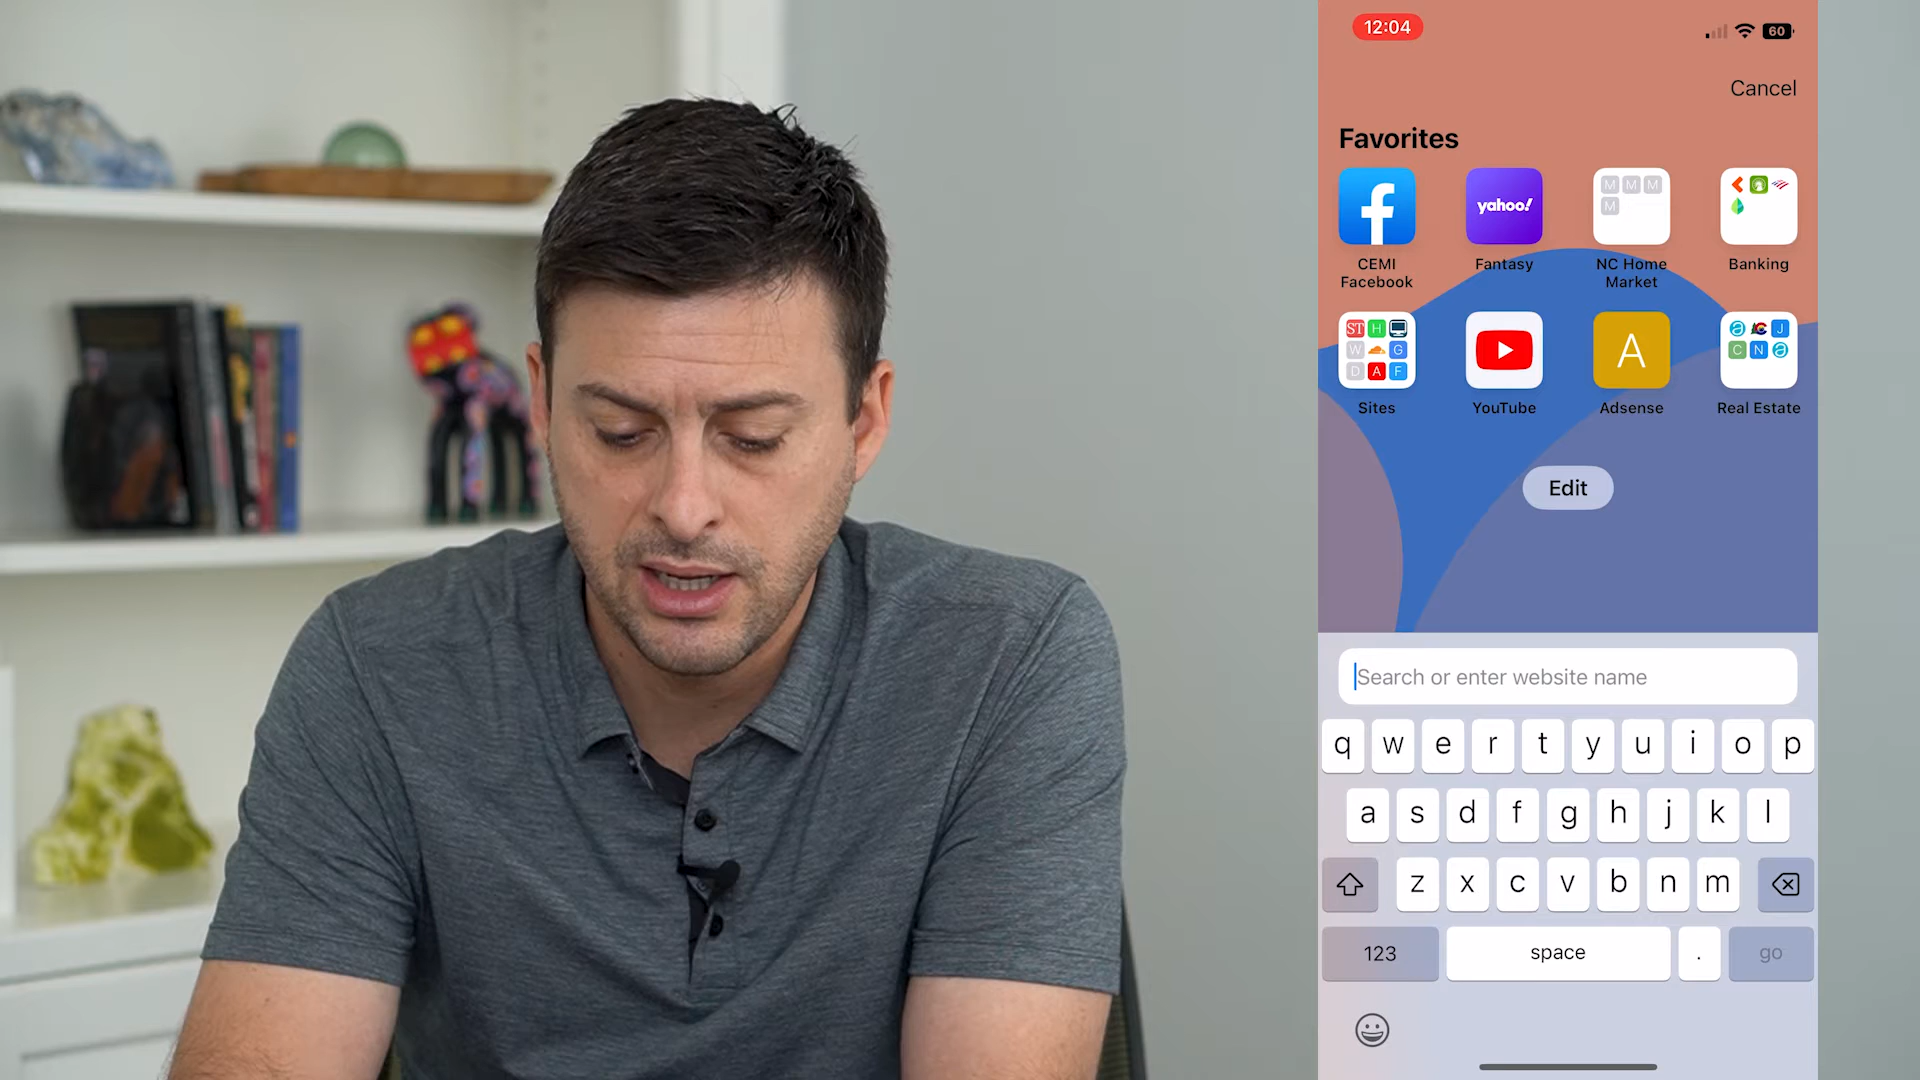 12:04
60
Cancel
Favorites
yahoo!
M M M
M
CEMI
Facebook
Fantasy
NC Home
Market
Banking
ST H
W G
D A F
A
J
C N
Sites
YouTube
Adsense
Real Estate
Edit
Search or enter website name
q w e r t y u i o p
a s d f g h j k l
z x c v b n m
123 space . go